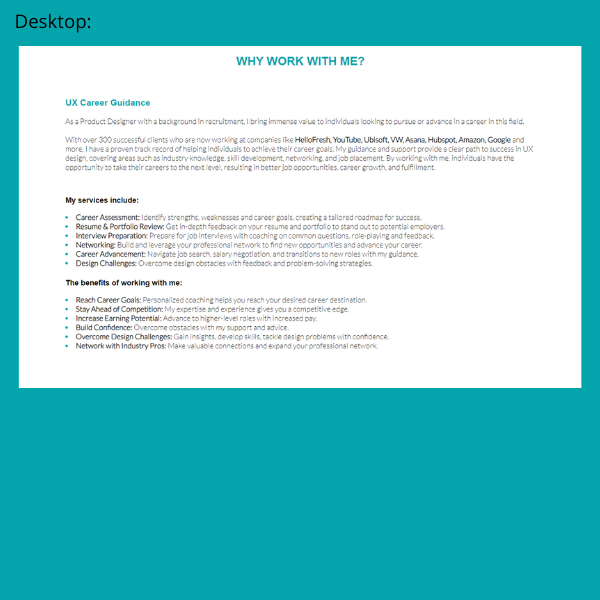 Desktop:
WHY WORK WITH ME?
UX Career Guidance
As a Product Designer with a background in recruitment, I bring immense value to individuals looking to pursue or advance in a career in this field.
With over 300 successful clients who are now working at companies like HelloFresh, YouTube, Ubisoft, VW, Asana, Hubspot, Amazon, Google and
more, I have a proven track record of helping individuals to achieve their career goals. My guidance and support provide a clear path to success in UX
design, covering areas such as industry knowledge, skill development, networking, and job placement. By working with me, individuals have the
opportunity to take their careers to the next level, resulting in better job opportunities, career growth, and fulfillment.
My services include:
• Career Assessment: Identify strengths, weaknesses and career goals, creating a tailored roadmap for success.
• Resume & Portfolio Review: Get in-depth feedback on your resume and portfolio to stand out to potential employers.
• Interview Preparation: Prepare for job interviews with coaching on common questions, role-playing and feedback.
• Networking: Build and leverage your professional network to find new opportunities and advance your career.
• Career Advancement: Navigate job search, salary negotiation, and transitions to new roles with my guidance.
• Design Challenges: Overcome design obstacles with feedback and problem-solving strategies.
The benefits of working with me:
• Reach Career Goals: Personalized coaching helps you reach your desired career destination.
• Stay Ahead of Competition: My expertise and experience gives you a competitive edge.
• Increase Earning Potential: Advance to higher-level roles with increased pay.
• Build Confidence: Overcome obstacles with my support and advice.
• Overcome Design Challenges: Gain insights, develop skills, tackle design problems with confidence.
• Network with Industry Pros: Make valuable connections and expand your professional network.